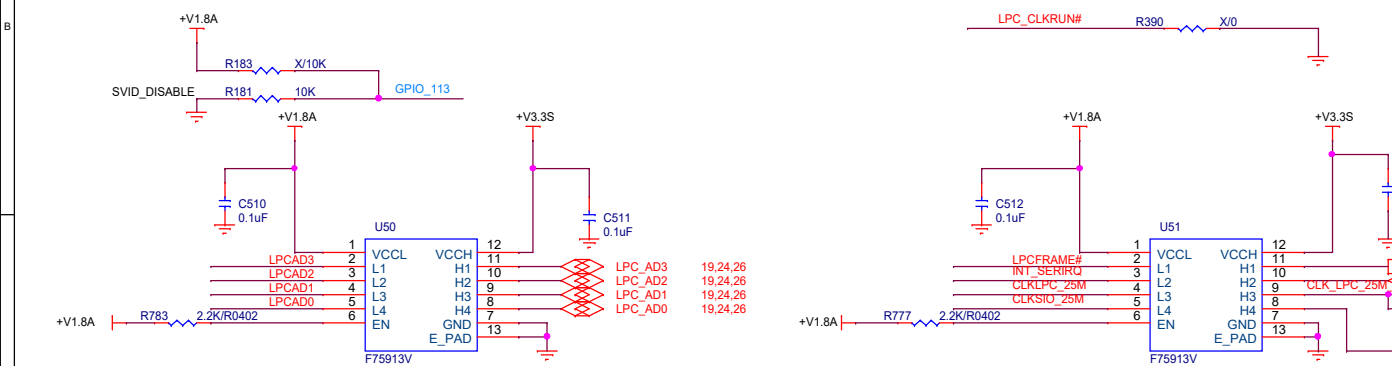 B
+V1.8A
LPC_CLKRUN#
R390
X/0
R183
X/10K
SVID_DISABLE
R181
10K
GPIO_113
+V1.8A
+V3.3S
+V1.8A
+V3.3S
C510
0.1uF
C511
0.1uF
C512
0.1uF
U50
U51
1
VCCL
VCCH
12
LPCAD3
2
L1
H1
11
LPC_AD3
19,24,26
LPCAD2
3
L2
H2
10
LPC_AD2
19,24,26
LPCAD1
4
L3
H3
9
LPC_AD1
19,24,26
LPCAD0
5
L4
H4
8
LPC_AD0
19,24,26
+V1.8A
R783
2.2K/R0402
6
EN
GND
7
E_PAD
13
F75913V
1
VCCL
VCCH
12
LPCFRAME#
2
L1
H1
11
INT_SERIRQ
3
L2
H2
10
CLKLPC_25M
4
L3
H3
9
CLK_LPC_25M
CLKSIO_25M
5
L4
H4
8
+V1.8A
R777
2.2K/R0402
6
EN
GND
7
E_PAD
13
F75913V